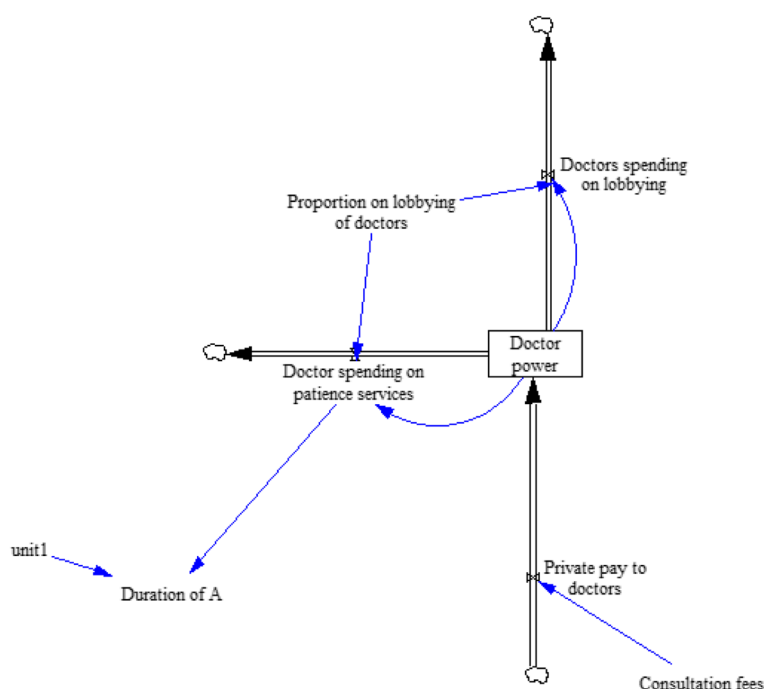 Doctors spending
on lobbying
Proportion on lobbying
of doctors
Doctor
power
Doctor spending on
patience services
unit1
Duration of A
Private pay to
doctors
Consultation fees